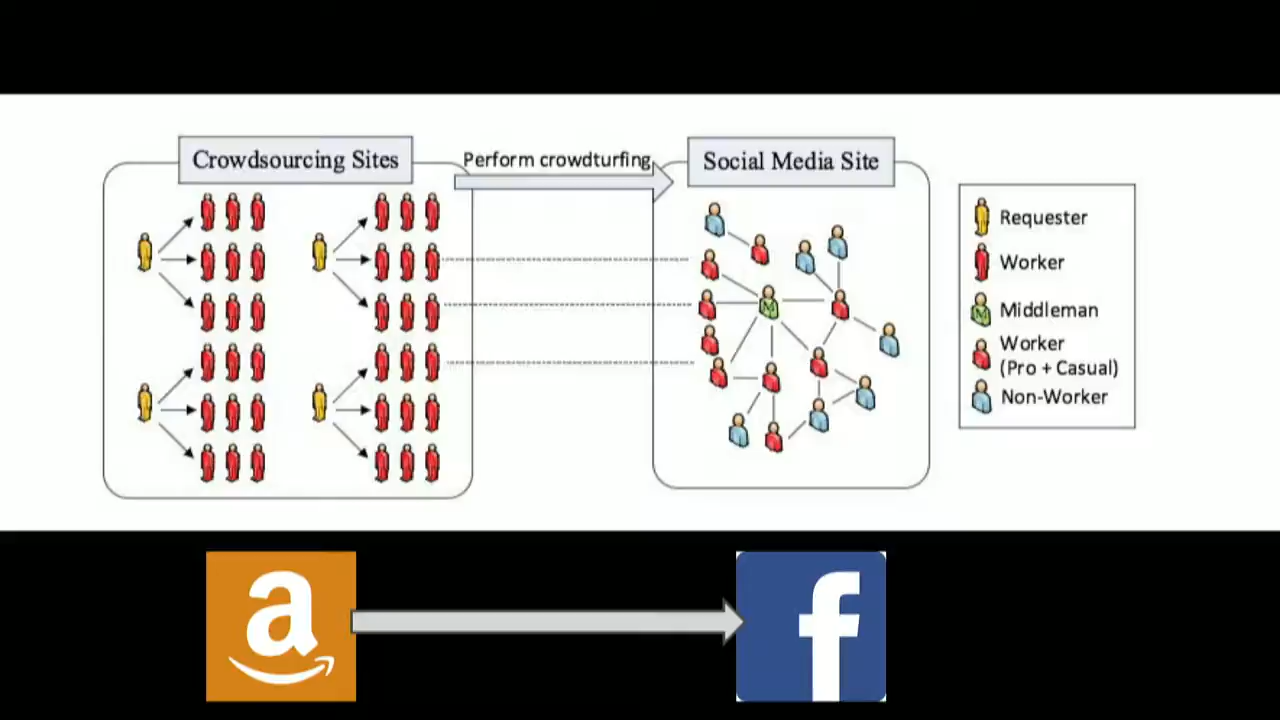 Crowdsourcing Sites
Perform crowdturfing
Social Media Site
Requester
Worker
M
Middleman
Worker
(Pro + Casual)
Non-Worker
M
a
f